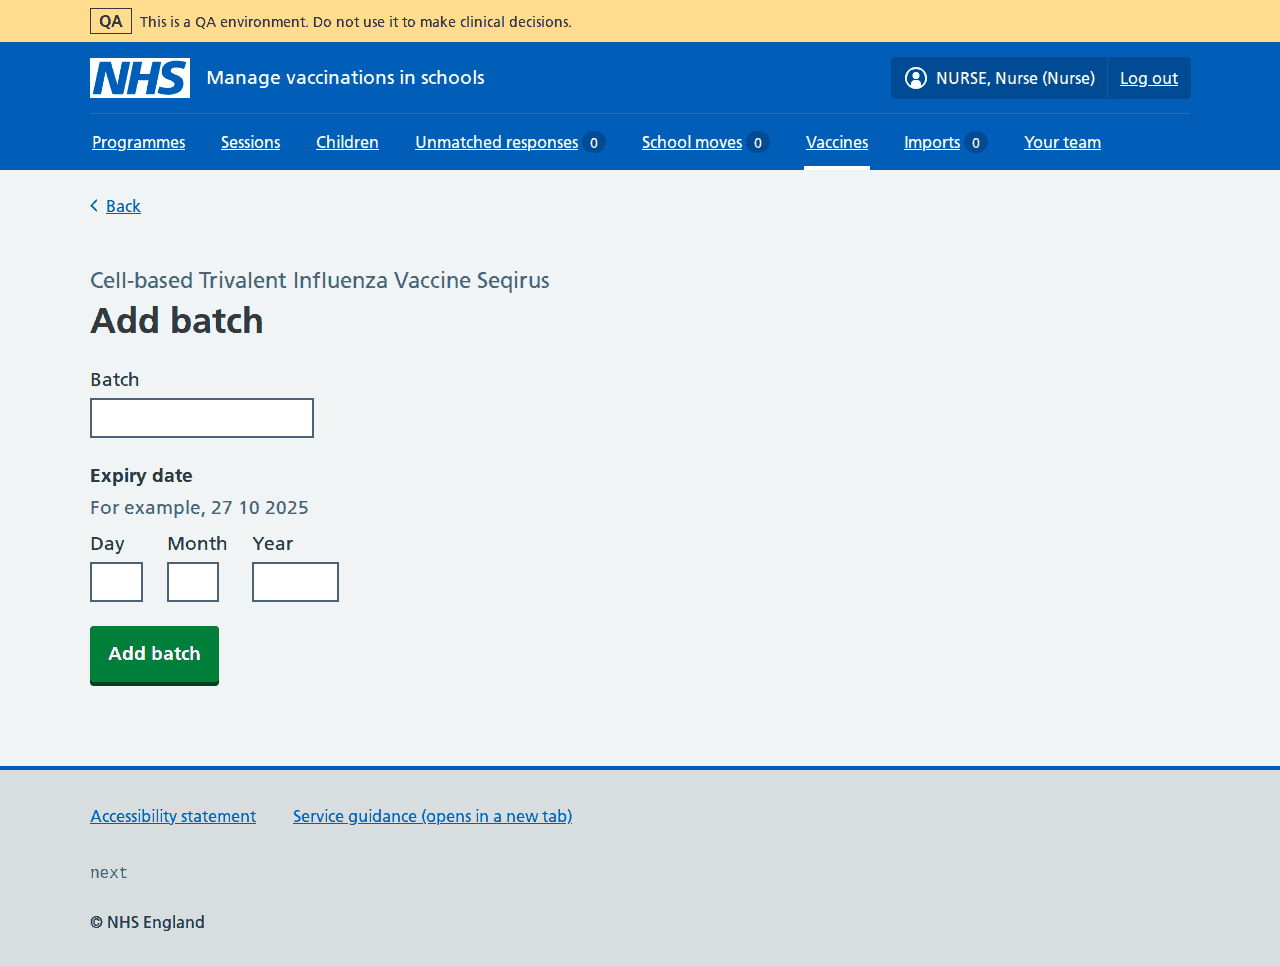 QA This is a QA environment. Do not use it to make clinical decisions.
NHS Manage vaccinations in schools NURSE, Nurse (Nurse) Log out
Programmes Sessions Children Unmatched responses 0 School moves 0 Vaccines Imports 0 Your team
Back
Cell-based Trivalent Influenza Vaccine Seqirus
Add batch
Batch
Expiry date
For example, 27 10 2025
Day Month Year
Add batch
Accessibility statement Service guidance (opens in a new tab)
next
© NHS England